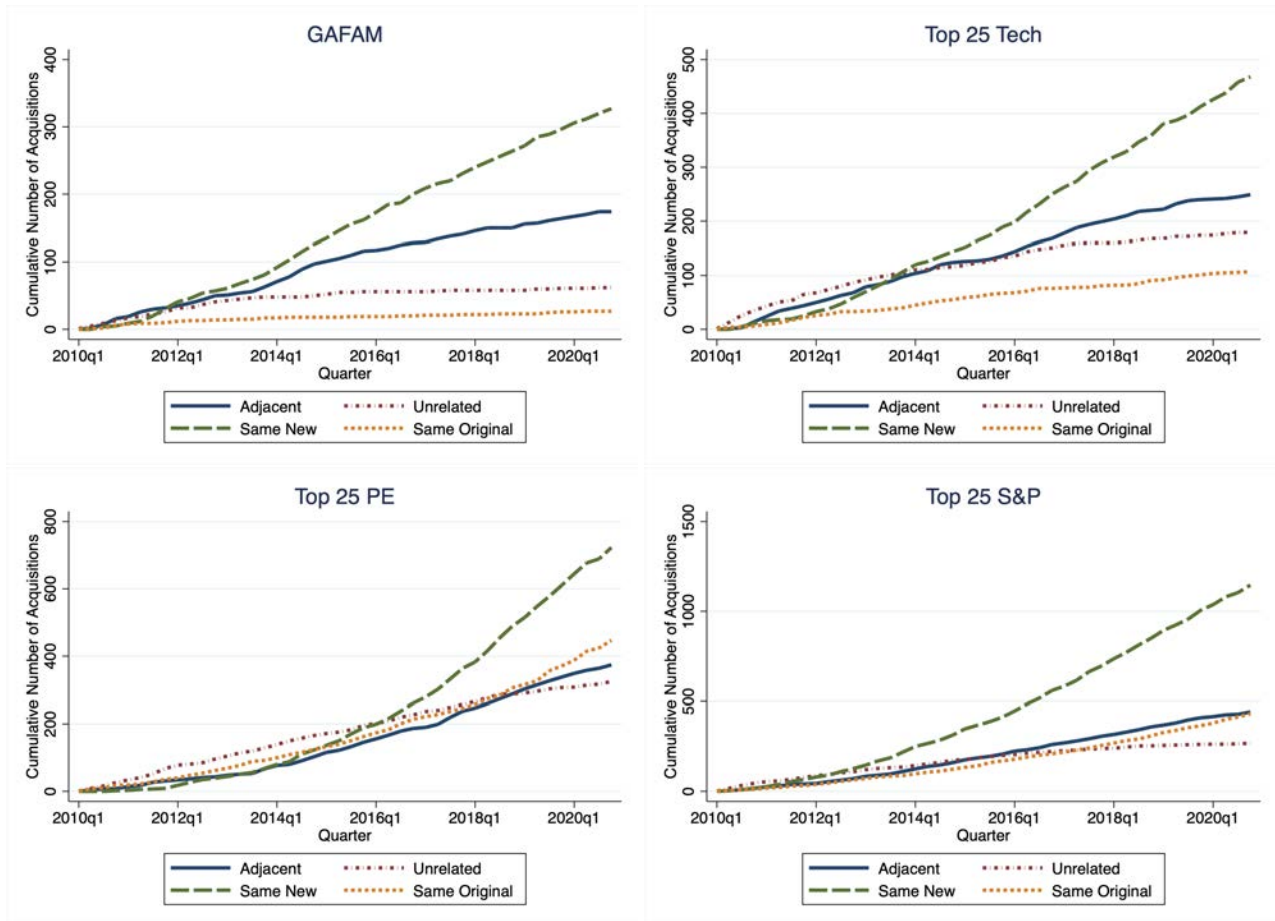 GAFAM
Cumulative Number of Acquisitions
400
300
200
100
0
2010q1 2012q1 2014q1 2016q1 2018q1 2020q1
Quarter
Adjacent Unrelated
Same New Same Original
Top 25 Tech
Cumulative Number of Acquisitions
500
400
300
200
100
0
2010q1 2012q1 2014q1 2016q1 2018q1 2020q1
Quarter
Adjacent Unrelated
Same New Same Original
Top 25 PE
Cumulative Number of Acquisitions
800
600
400
200
0
2010q1 2012q1 2014q1 2016q1 2018q1 2020q1
Quarter
Adjacent Unrelated
Same New Same Original
Top 25 S&P
Cumulative Number of Acquisitions
1500
1000
500
0
2010q1 2012q1 2014q1 2016q1 2018q1 2020q1
Quarter
Adjacent Unrelated
Same New Same Original